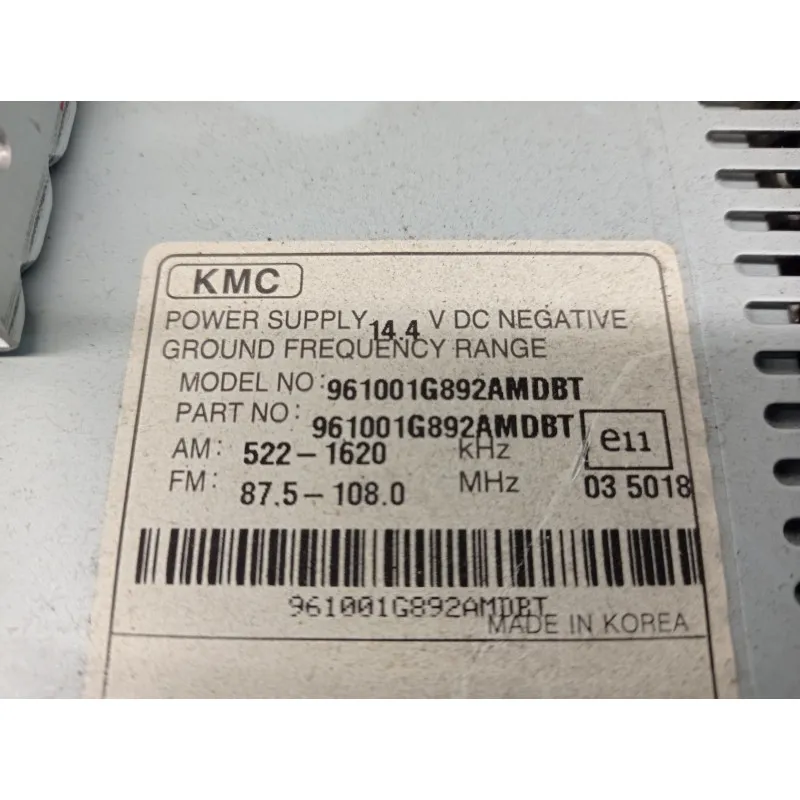 KMC
POWER SUPPLY 14.4 V DC NEGATIVE
GROUND FREQUENCY RANGE
MODEL NO: 961001G892AMDBT
PART NO: 961001G892AMDBT
AM: 522-1620 kHz
FM: 87.5-108.0 MHz
e11
03 5018
961001G892AMDBT
MADE IN KOREA